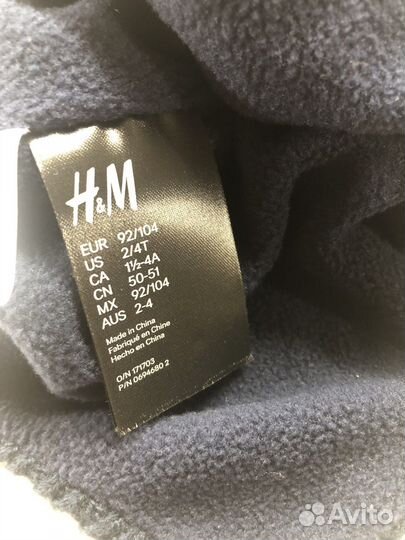 H&M
EUR 92/104
US 2/4T
CA 1½-4A
CN 50-51
MX 92/104
AUS 2-4
Made in China
Fabriqué en Chine
Hecho en China
O/N 171703
P/N 0694680 2
Avito